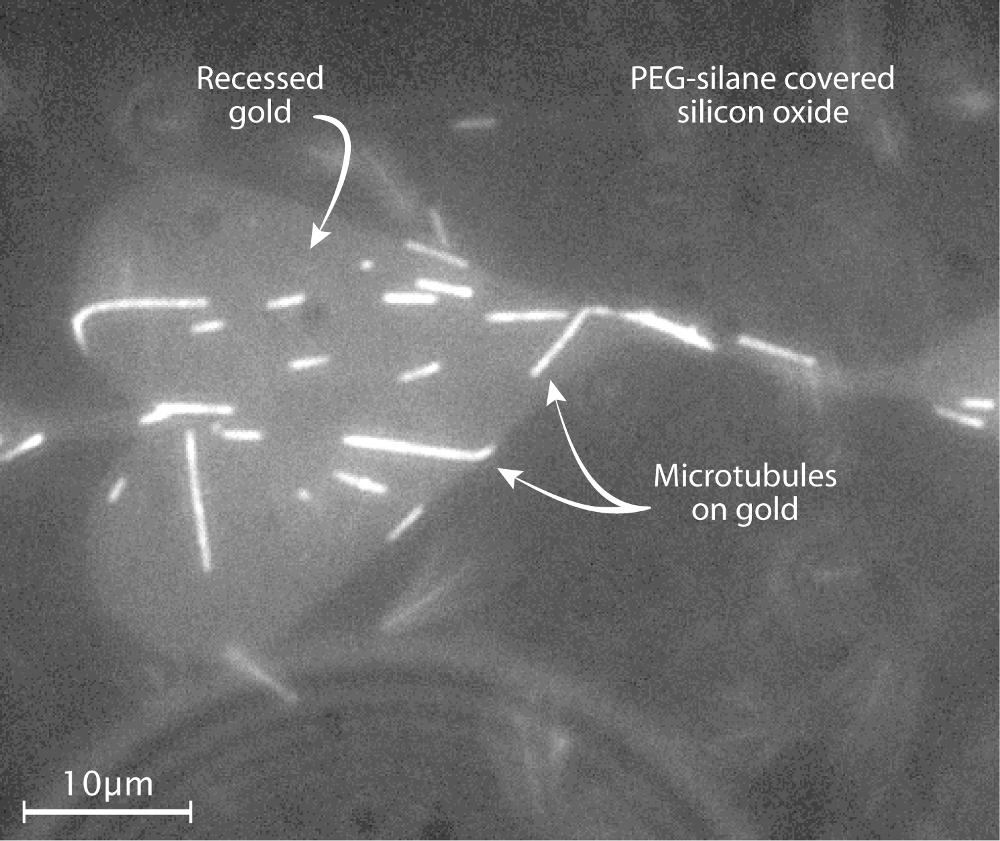 Recessed
gold
PEG-silane covered
silicon oxide
Microtubules
on gold
10µm